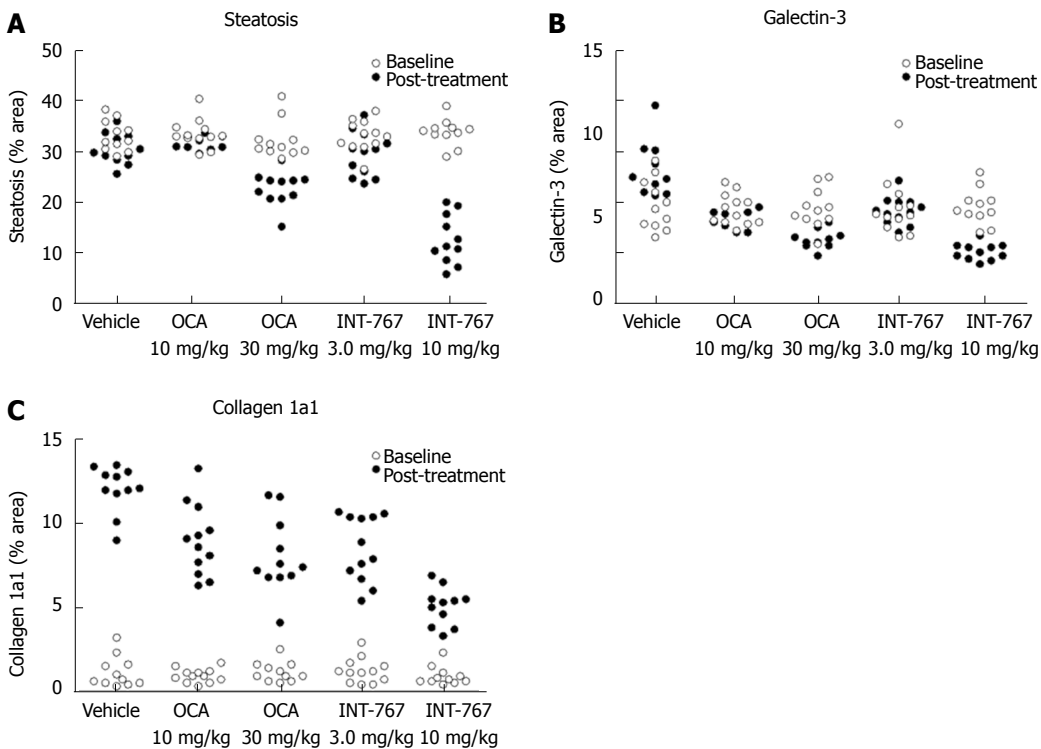 A
Steatosis
Steatosis (% area)
50
40
30
20
10
0
Baseline
Post-treatment
Vehicle
OCA
10 mg/kg
OCA
30 mg/kg
INT-767
3.0 mg/kg
INT-767
10 mg/kg
B
Galectin-3
Galectin-3 (% area)
15
10
5
0
Baseline
Post-treatment
Vehicle
OCA
10 mg/kg
OCA
30 mg/kg
INT-767
3.0 mg/kg
INT-767
10 mg/kg
C
Collagen 1a1
Collagen 1a1 (% area)
15
10
5
0
Baseline
Post-treatment
Vehicle
OCA
10 mg/kg
OCA
30 mg/kg
INT-767
3.0 mg/kg
INT-767
10 mg/kg